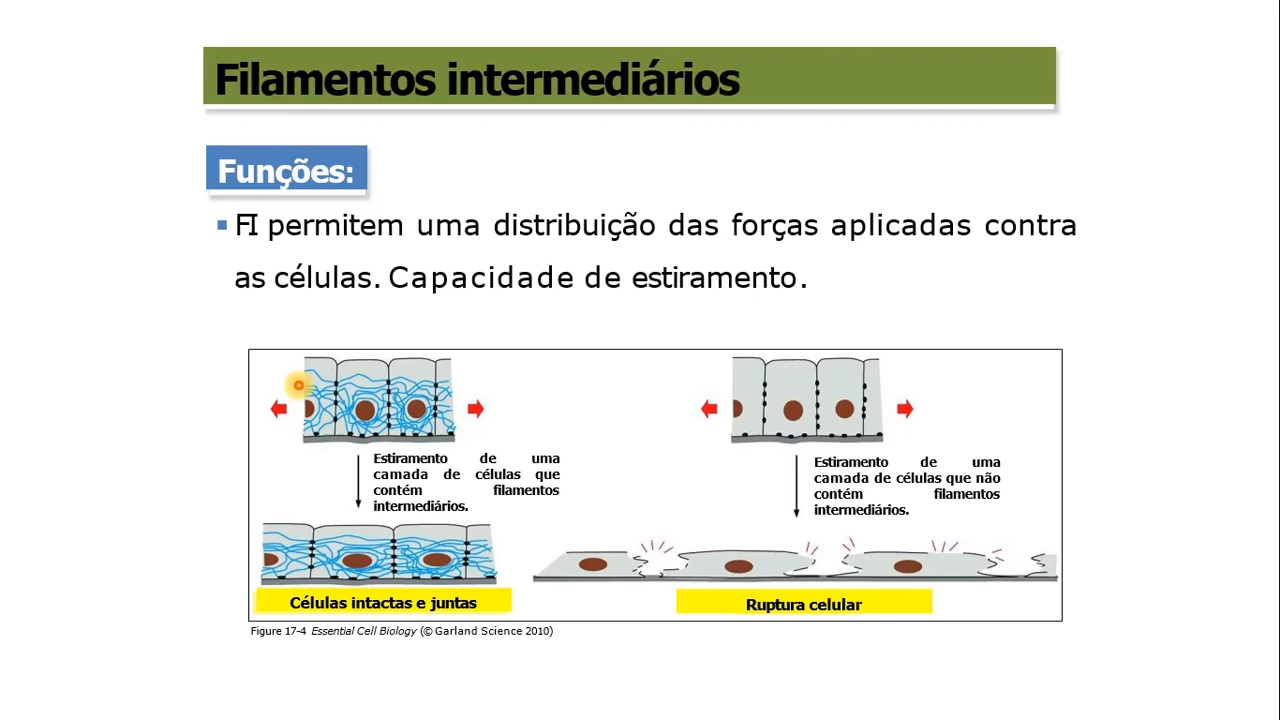 Filamentos intermediários
Funções:
FI permitem uma distribuição das forças aplicadas contra
as células. Capacidade de estiramento.
Estiramento de uma
camada de células que
contém filamentos
intermediários.
Estiramento de uma
camada de células que não
contém filamentos
intermediários.
Células intactas e juntas
Ruptura celular
Figure 17-4 Essential Cell Biology (© Garland Science 2010)